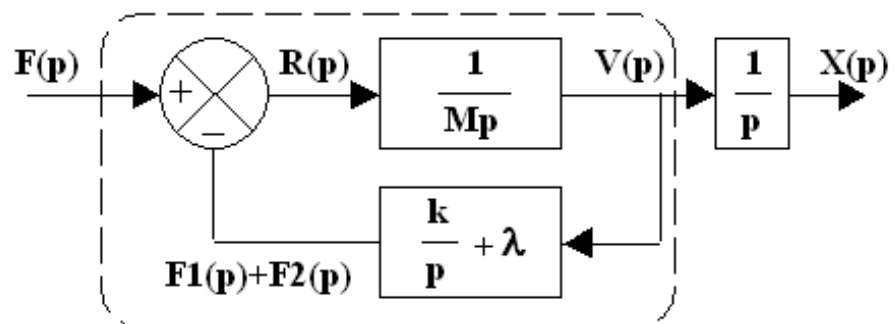 F(p)
+
−
R(p)
1
Mp
V(p)
1
p
X(p)
k
p
+ λ
F1(p)+F2(p)